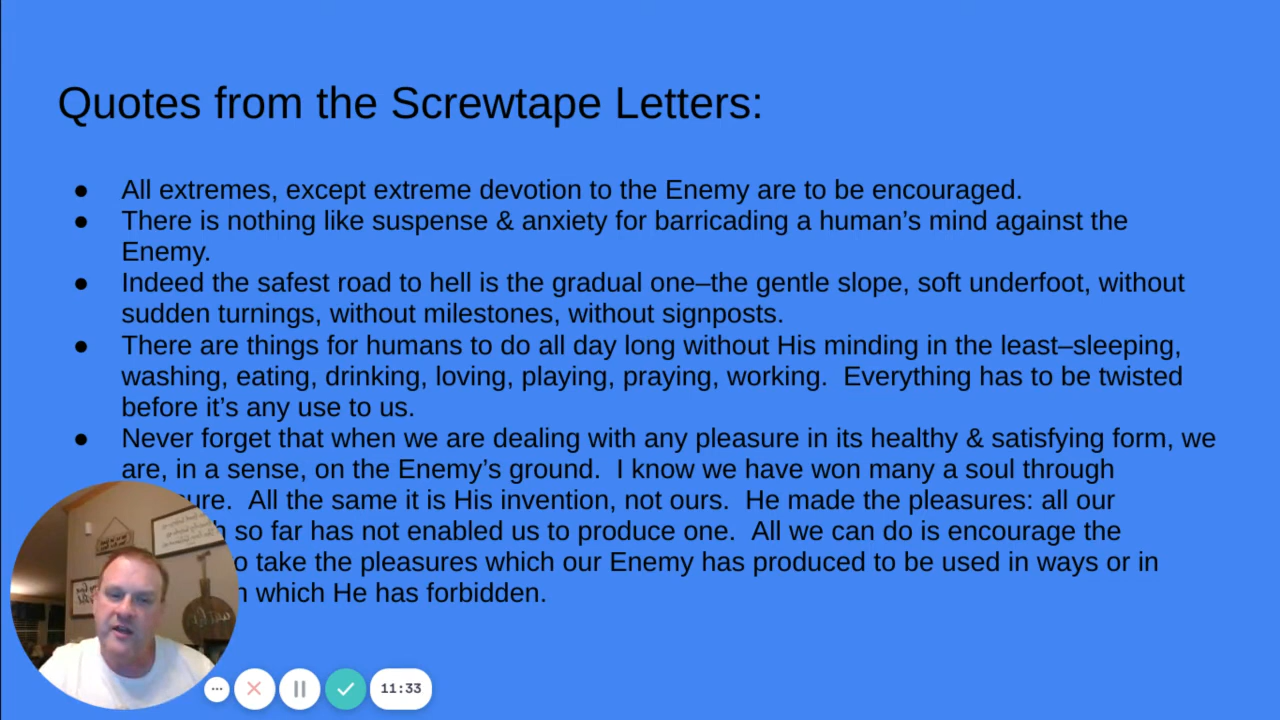 Quotes from the Screwtape Letters:
● All extremes, except extreme devotion to the Enemy are to be encouraged.
● There is nothing like suspense & anxiety for barricading a human’s mind against the
Enemy.
● Indeed the safest road to hell is the gradual one–the gentle slope, soft underfoot, without
sudden turnings, without milestones, without signposts.
● There are things for humans to do all day long without His minding in the least–sleeping,
washing, eating, drinking, loving, playing, praying, working.  Everything has to be twisted
before it’s any use to us.
● Never forget that when we are dealing with any pleasure in its healthy & satisfying form, we
are, in a sense, on the Enemy’s ground.  I know we have won many a soul through
All the same it is His invention, not ours.  He made the pleasures: all our
so far has not enabled us to produce one.  All we can do is encourage the
take the pleasures which our Enemy has produced to be used in ways or in
which He has forbidden.
11:33